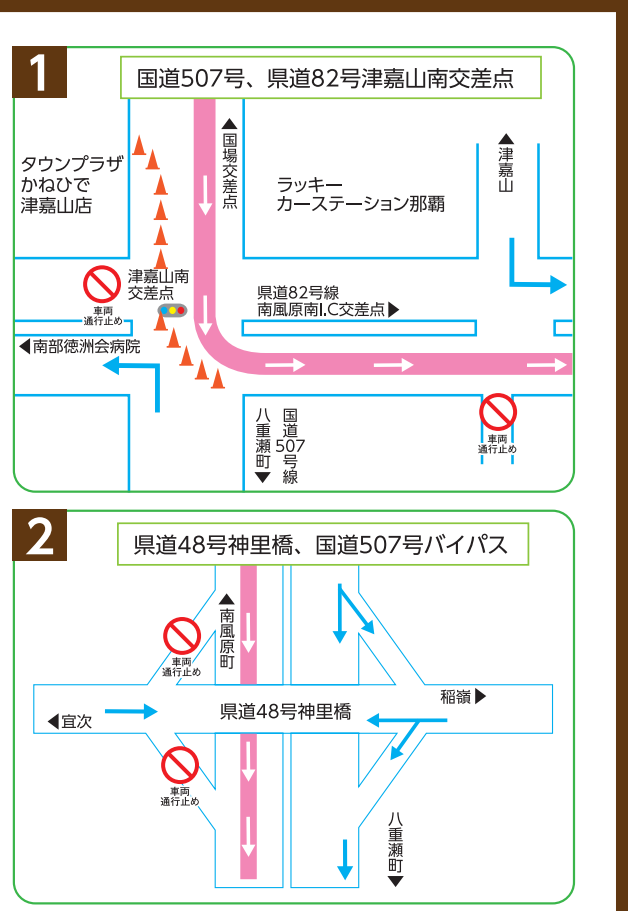 1
国道507号、県道82号津嘉山南交差点
▲国場交差点
▲津嘉山
タウンプラザ
かねひで
津嘉山店
ラッキー
カーステーション那覇
車両
通行止め
津嘉山南
交差点
県道82号線
南風原南I.C交差点▶
◀南部徳洲会病院
国道507号線
八重瀬町▼
車両
通行止め
2
県道48号神里橋、国道507号バイパス
▲南風原町
車両
通行止め
県道48号神里橋
稲嶺▶
◀宜次
車両
通行止め
八重瀬町▼